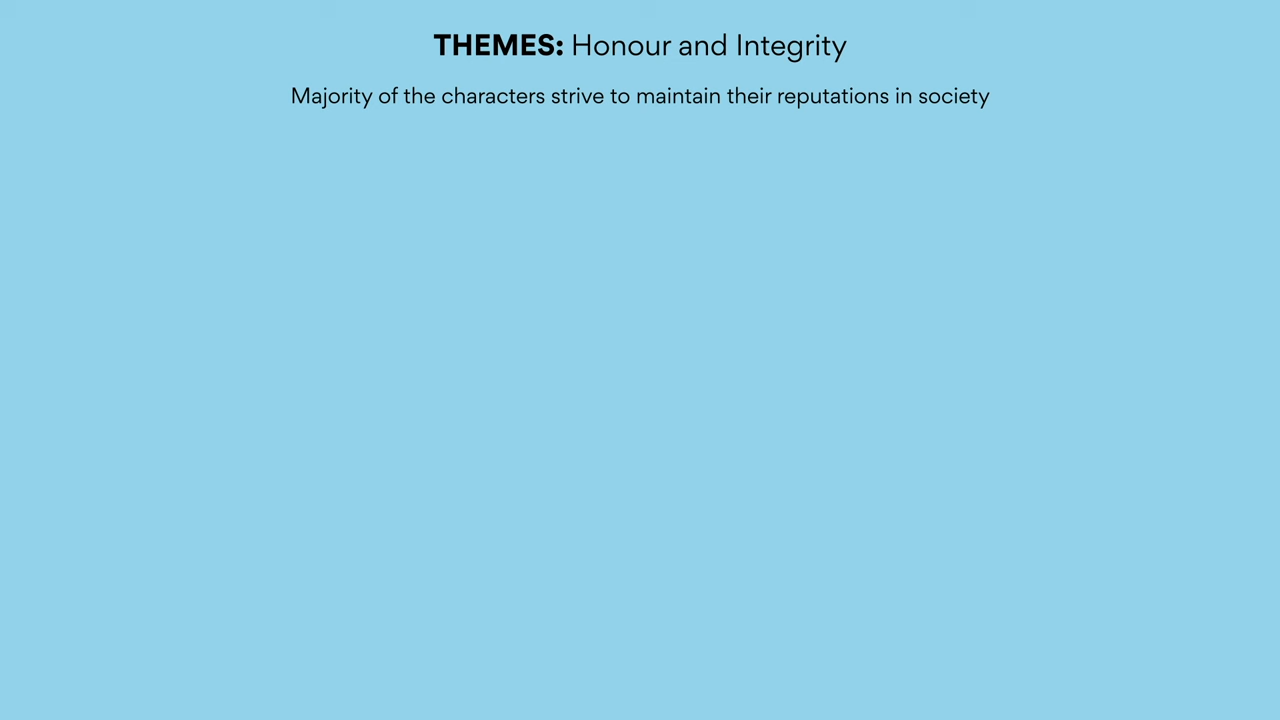 THEMES: Honour and Integrity
Majority of the characters strive to maintain their reputations in society